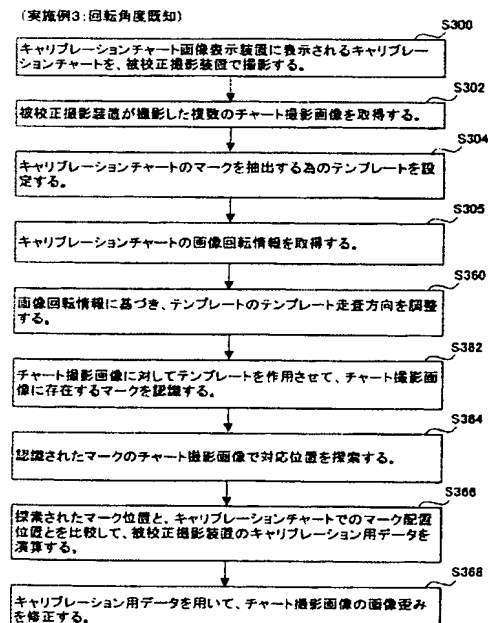 (実施例3:回転角度既知)
S300
キャリブレーションチャート画像表示装置に表示されるキャリブレー
ションチャートを、被校正撮影装置で撮影する。
S302
被校正撮影装置が撮影した複数のチャート撮影画像を取得する。
S304
キャリブレーションチャートのマークを抽出する為のテンプレートを設
定する。
S305
キャリブレーションチャートの画像回転情報を取得する。
S360
画像回転情報に基づき、テンプレートのテンプレート走査方向を調整
する。
S362
チャート撮影画像に対してテンプレートを作用させて、チャート撮影画
像に存在するマークを認識する。
S364
認識されたマークのチャート撮影画像で対応位置を探索する。
S366
探索されたマーク位置と、キャリブレーションチャートでのマーク配置
位置とを比較して、被校正撮影装置のキャリブレーション用データを
演算する。
S368
キャリブレーション用データを用いて、チャート撮影画像の画像歪み
を修正する。